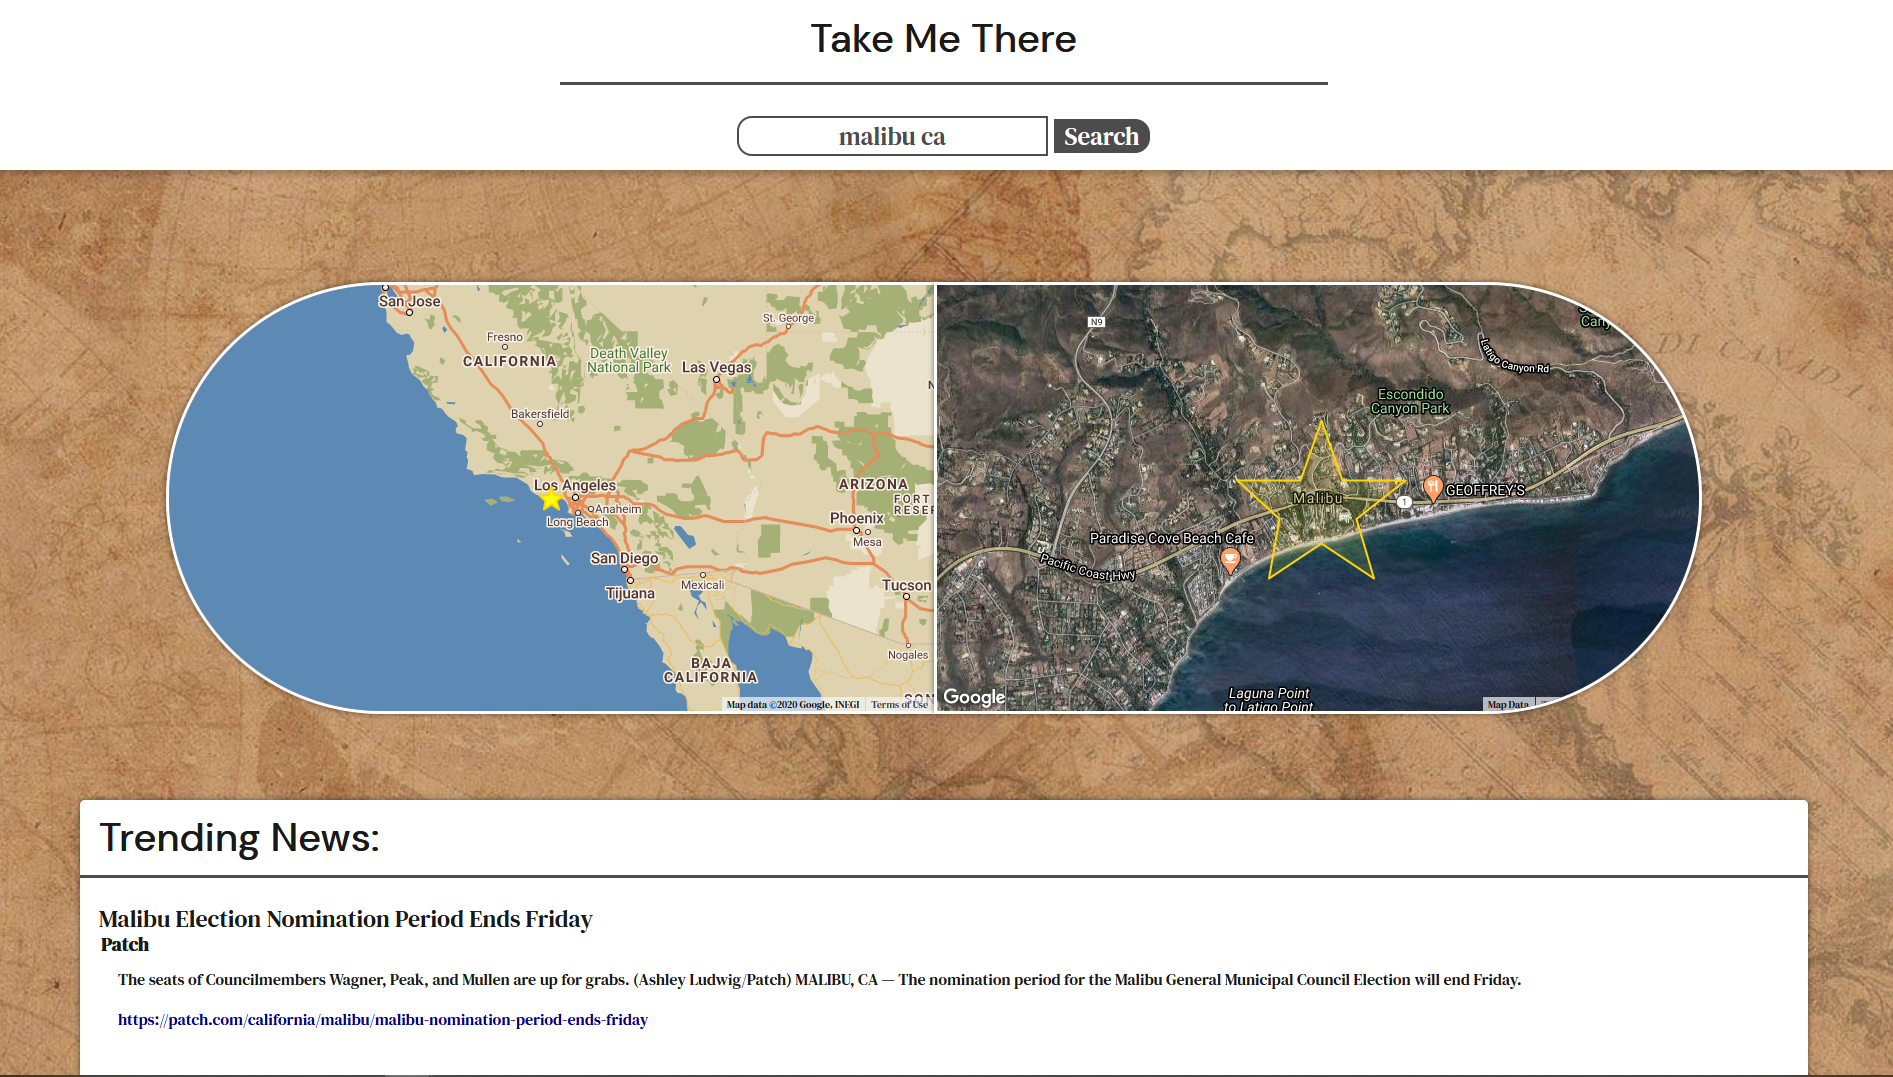 Take Me There
malibu ca
Search
San Jose
Fresno
CALIFORNIA
Death Valley
National Park
St. George
Las Vegas
Bakersfield
Los Angeles
Anaheim
Long Beach
San Diego
Tijuana
Mexicali
ARIZONA
FORT
Phoenix
Mesa
Tucson
Nogales
BAJA
CALIFORNIA
Map data ©2020 Google, INEGI
Terms of Use
N9
Latigo Canyon Rd
Escondido
Canyon Park
Malibu
1
GEOFFREY'S
Paradise Cove Beach Cafe
Pacific Coast Hwy
Laguna Point
to Latigo Point
Google
Map Data
Trending News:
Malibu Election Nomination Period Ends Friday
Patch
The seats of Councilmembers Wagner, Peak, and Mullen are up for grabs. (Ashley Ludwig/Patch) MALIBU, CA — The nomination period for the Malibu General Municipal Council Election will end Friday.
https://patch.com/california/malibu/malibu-nomination-period-ends-friday